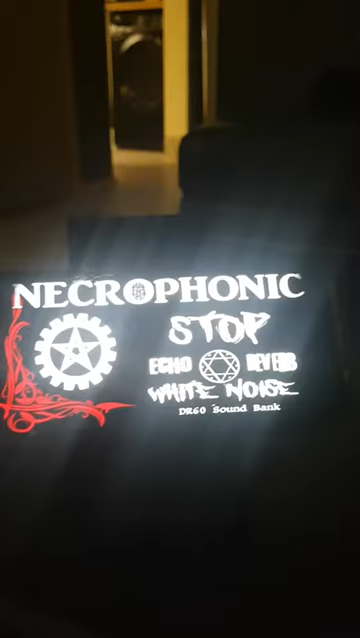 NECROPHONIC
STOP
ECHO REVERB
WHITE NOISE
DR60 Sound Bank